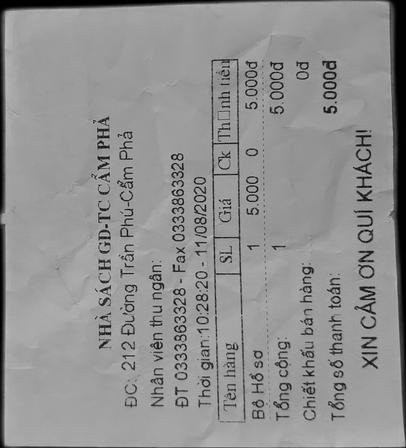 NHÀ SÁCH GD-TC CẨM PHẢ
ĐC: 212 Đường Trần Phú-Cẩm Phả
Nhân viên thu ngân:
ĐT 0333863328 - Fax 0333863328
Thời gian:10:28:20 - 11/08/2020
Tên hàng SL Giá Ck Th□nh tiền
Bộ Hồ sơ 1 5.000 0 5.000đ
Tổng cộng: 1 5.000đ
Chiết khấu bán hàng: 0đ
Tổng số thanh toán: 5.000đ
XIN CẢM ƠN QUÍ KHÁCH!